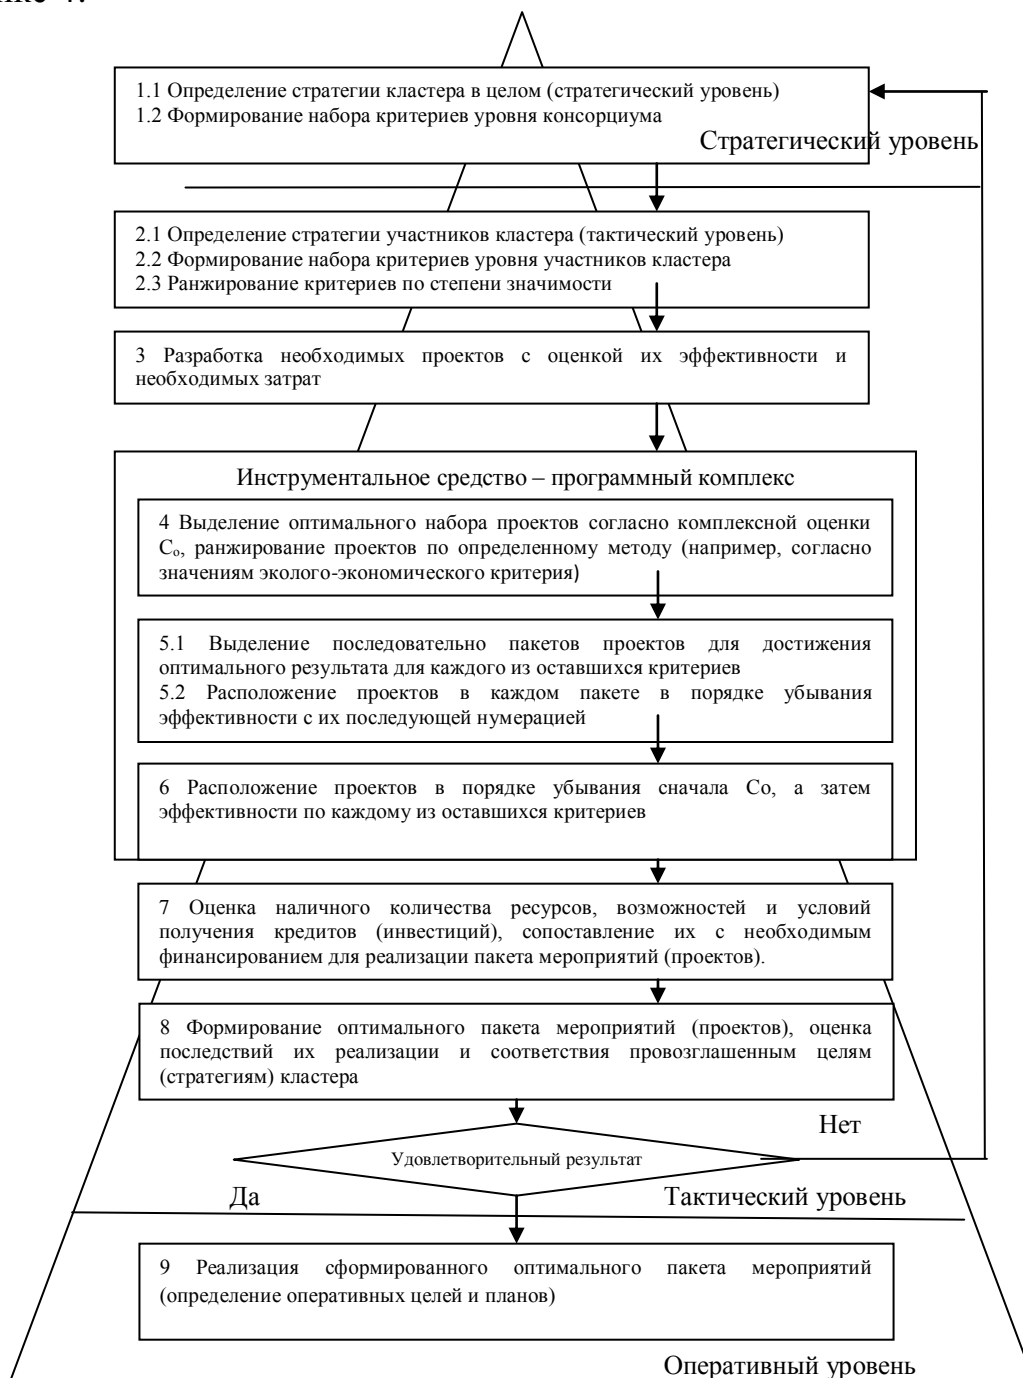 1.1 Определение стратегии кластера в целом (стратегический уровень)
1.2 Формирование набора критериев уровня консорциума
Стратегический уровень
2.1 Определение стратегии участников кластера (тактический уровень)
2.2 Формирование набора критериев уровня участников кластера
2.3 Ранжирование критериев по степени значимости
3 Разработка необходимых проектов с оценкой их эффективности и
необходимых затрат
Инструментальное средство – программный комплекс
4 Выделение оптимального набора проектов согласно комплексной оценки
Со, ранжирование проектов по определенному методу (например, согласно
значениям эколого-экономического критерия)
5.1 Выделение последовательно пакетов проектов для достижения
оптимального результата для каждого из оставшихся критериев
5.2 Расположение проектов в каждом пакете в порядке убывания
эффективности с их последующей нумерацией
6 Расположение проектов в порядке убывания сначала Со, а затем
эффективности по каждому из оставшихся критериев
7 Оценка наличного количества ресурсов, возможностей и условий
получения кредитов (инвестиций), сопоставление их с необходимым
финансированием для реализации пакета мероприятий (проектов).
8 Формирование оптимального пакета мероприятий (проектов), оценка
последствий их реализации и соответствия провозглашенным целям
(стратегиям) кластера
Нет
Удовлетворительный результат
Да
Тактический уровень
9 Реализация сформированного оптимального пакета мероприятий
(определение оперативных целей и планов)
Оперативный уровень